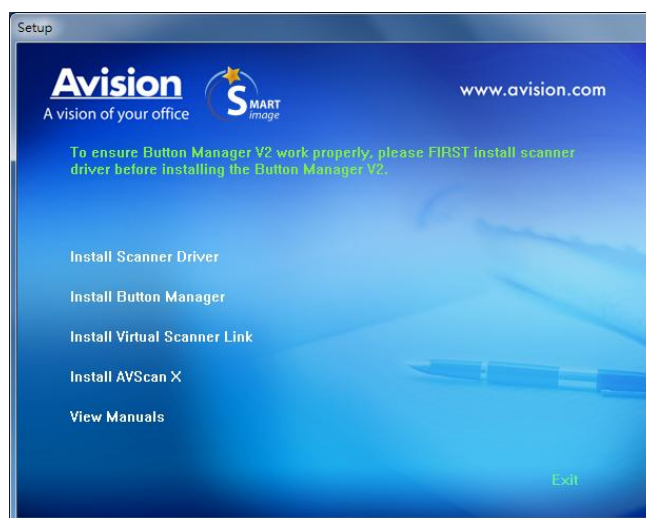 Setup
Avision
A vision of your office
SMART
image
www.avision.com
To ensure Button Manager V2 work properly, please FIRST install scanner
driver before installing the Button Manager V2.
Install Scanner Driver
Install Button Manager
Install Virtual Scanner Link
Install AVScan X
View Manuals
Exit